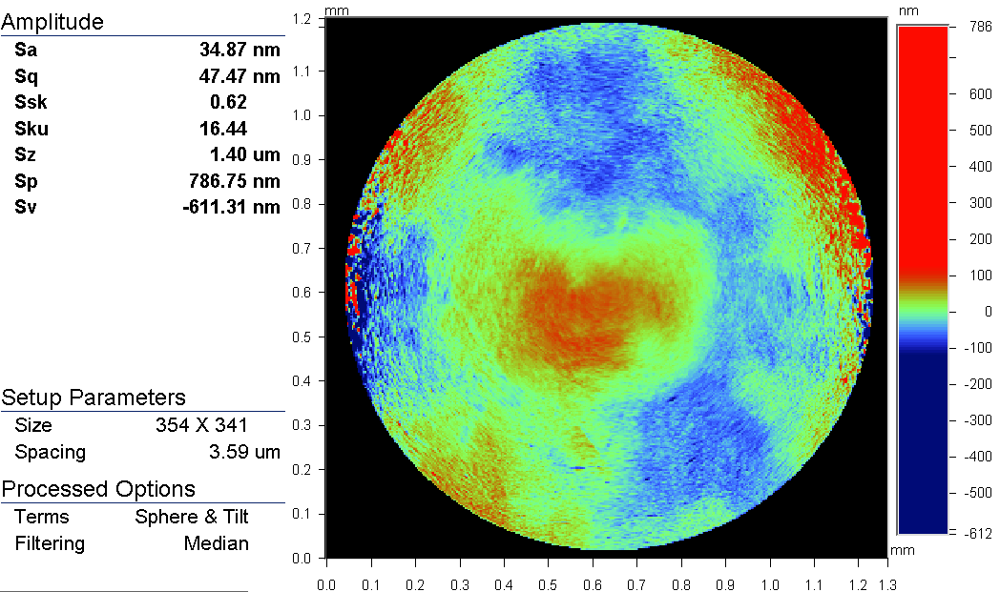 Amplitude
Sa 34.87 nm
Sq 47.47 nm
Ssk 0.62
Sku 16.44
Sz 1.40 um
Sp 786.75 nm
Sv -611.31 nm
Setup Parameters
Size 354 X 341
Spacing 3.59 um
Processed Options
Terms Sphere & Tilt
Filtering Median
mm
1.2
1.1
1.0
0.9
0.8
0.7
0.6
0.5
0.4
0.3
0.2
0.1
0.0
0.0 0.1 0.2 0.3 0.4 0.5 0.6 0.7 0.8 0.9 1.0 1.1 1.2 1.3
mm
nm
786
600
500
400
300
200
100
0
-100
-200
-300
-400
-500
-612